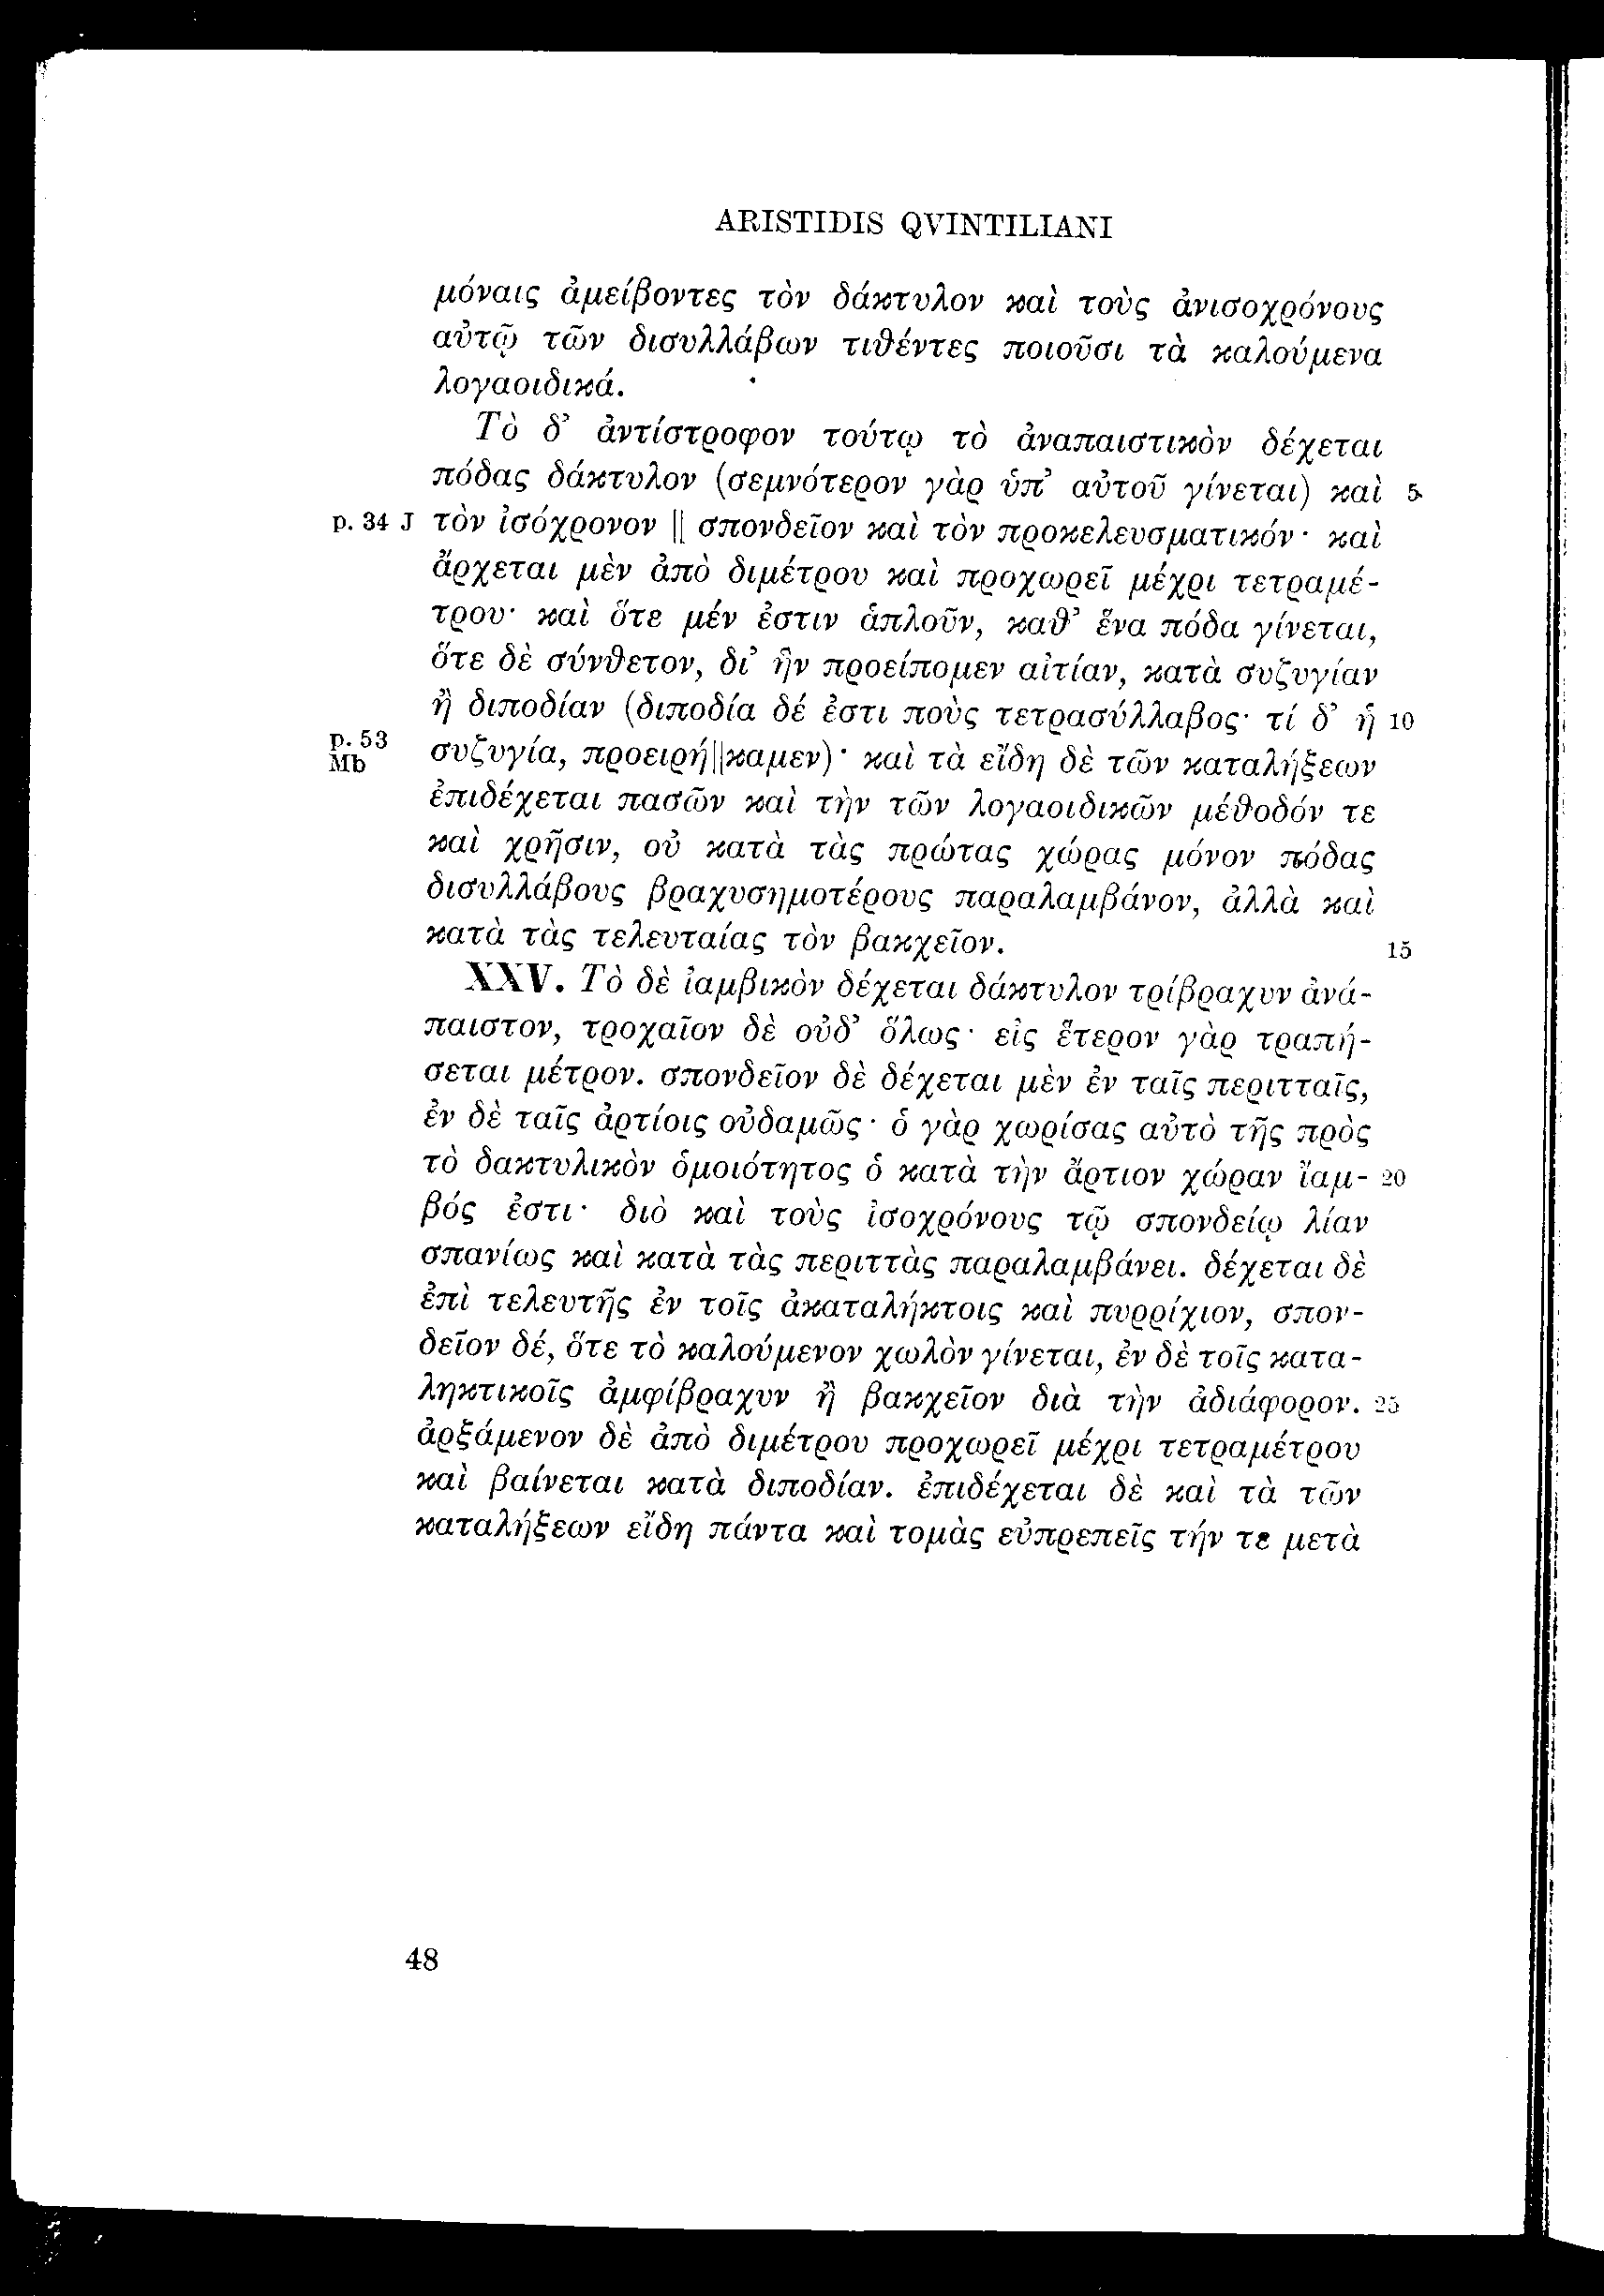 ARISTIDIS QVINTILIANI
μόναις ἀμείβοντες τὸν δάκτυλον καὶ τοὺς ἀνισοχρόνους
αὐτῷ τῶν δισυλλάβων τιθέντες ποιοῦσι τὰ καλούμενα
λογαοιδικά.
Τὸ δ’ ἀντίστροφον τούτῳ τὸ ἀναπαιστικὸν δέχεται
πόδας δάκτυλον (σεμνότερον γὰρ ὑπ’ αὐτοῦ γίνεται) καὶ 5
p. 34 J τὸν ἰσόχρονον || σπονδεῖον καὶ τὸν προκελευσματικόν· καὶ
ἄρχεται μὲν ἀπὸ διμέτρου καὶ προχωρεῖ μέχρι τετραμέ-
τρου· καὶ ὅτε μέν ἐστιν ἁπλοῦν, καθ’ ἕνα πόδα γίνεται,
ὅτε δὲ σύνθετον, δι’ ἣν προείπομεν αἰτίαν, κατὰ συζυγίαν
ἢ διποδίαν (διποδία δέ ἐστι ποὺς τετρασύλλαβος· τί δ’ ἡ 10
p. 53 Mb συζυγία, προειρή||καμεν)· καὶ τὰ εἴδη δὲ τῶν καταλήξεων
ἐπιδέχεται πασῶν καὶ τὴν τῶν λογαοιδικῶν μέθοδόν τε
καὶ χρῆσιν, οὐ κατὰ τὰς πρώτας χώρας μόνον πόδας
δισυλλάβους βραχυσημοτέρους παραλαμβάνον, ἀλλὰ καὶ
κατὰ τὰς τελευταίας τὸν βακχεῖον. 15
XXV. Τὸ δὲ ἰαμβικὸν δέχεται δάκτυλον τρίβραχυν ἀνά-
παιστον, τροχαῖον δὲ οὐδ’ ὅλως· εἰς ἕτερον γὰρ τραπή-
σεται μέτρον. σπονδεῖον δὲ δέχεται μὲν ἐν ταῖς περιτταῖς,
ἐν δὲ ταῖς ἀρτίοις οὐδαμῶς· ὁ γὰρ χωρίσας αὐτὸ τῆς πρὸς
τὸ δακτυλικὸν ὁμοιότητος ὁ κατὰ τὴν ἄρτιον χώραν ἴαμ- 20
βός ἐστι· διὸ καὶ τοὺς ἰσοχρόνους τῷ σπονδείῳ λίαν
σπανίως καὶ κατὰ τὰς περιττὰς παραλαμβάνει. δέχεται δὲ
ἐπὶ τελευτῆς ἐν τοῖς ἀκαταλήκτοις καὶ πυρρίχιον, σπον-
δεῖον δέ, ὅτε τὸ καλούμενον χωλὸν γίνεται, ἐν δὲ τοῖς κατα-
ληκτικοῖς ἀμφίβραχυν ἢ βακχεῖον διὰ τὴν ἀδιάφορον. 25
ἀρξάμενον δὲ ἀπὸ διμέτρου προχωρεῖ μέχρι τετραμέτρου
καὶ βαίνεται κατὰ διποδίαν. ἐπιδέχεται δὲ καὶ τὰ τῶν
καταλήξεων εἴδη πάντα καὶ τομὰς εὐπρεπεῖς τήν τε μετὰ
48